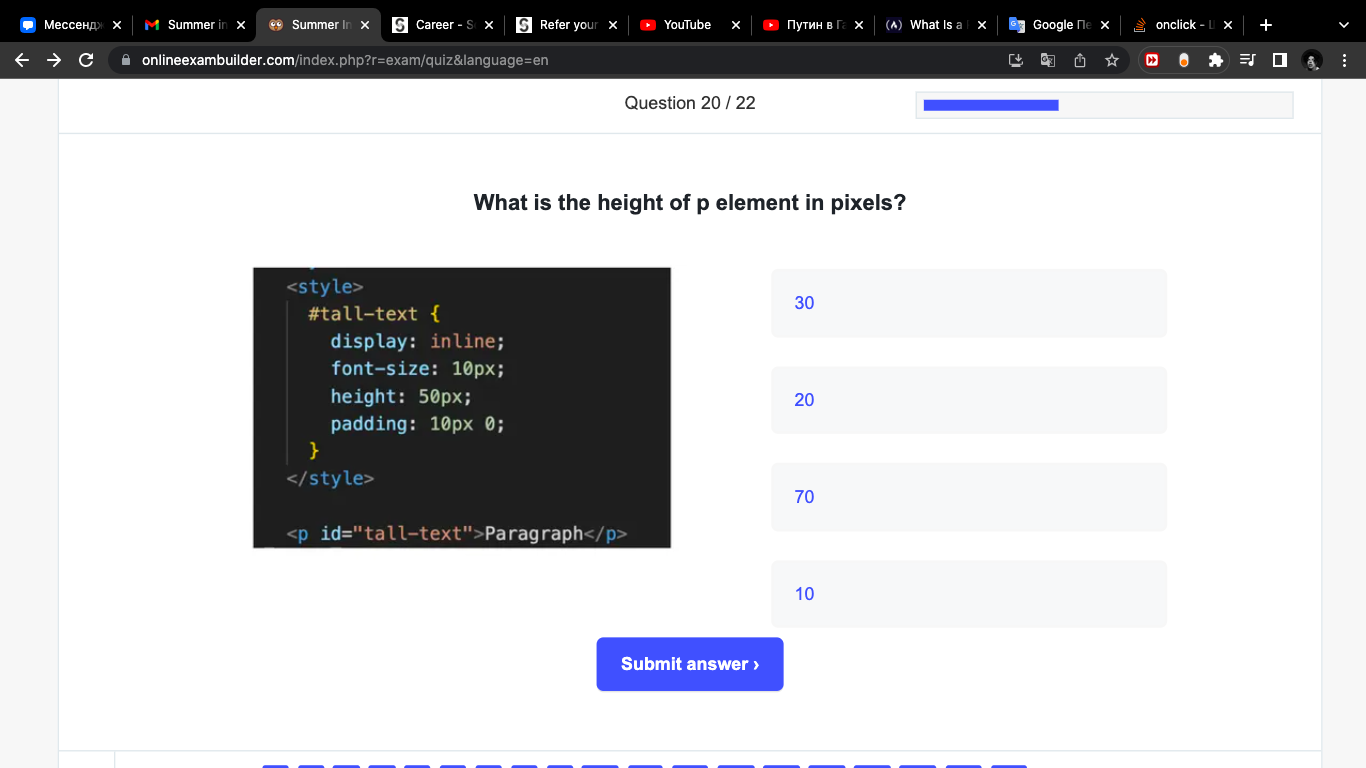 Мессендж Summer in Summer In Career - S Refer your YouTube Путин в Га What Is a Google Пе onclick - Ш
onlineexambuilder.com/index.php?r=exam/quiz&language=en
Question 20 / 22
What is the height of p element in pixels?
<style>
#tall-text {
display: inline;
font-size: 10px;
height: 50px;
padding: 10px 0;
}
</style>
<p id="tall-text">Paragraph</p>
30
20
70
10
Submit answer ›